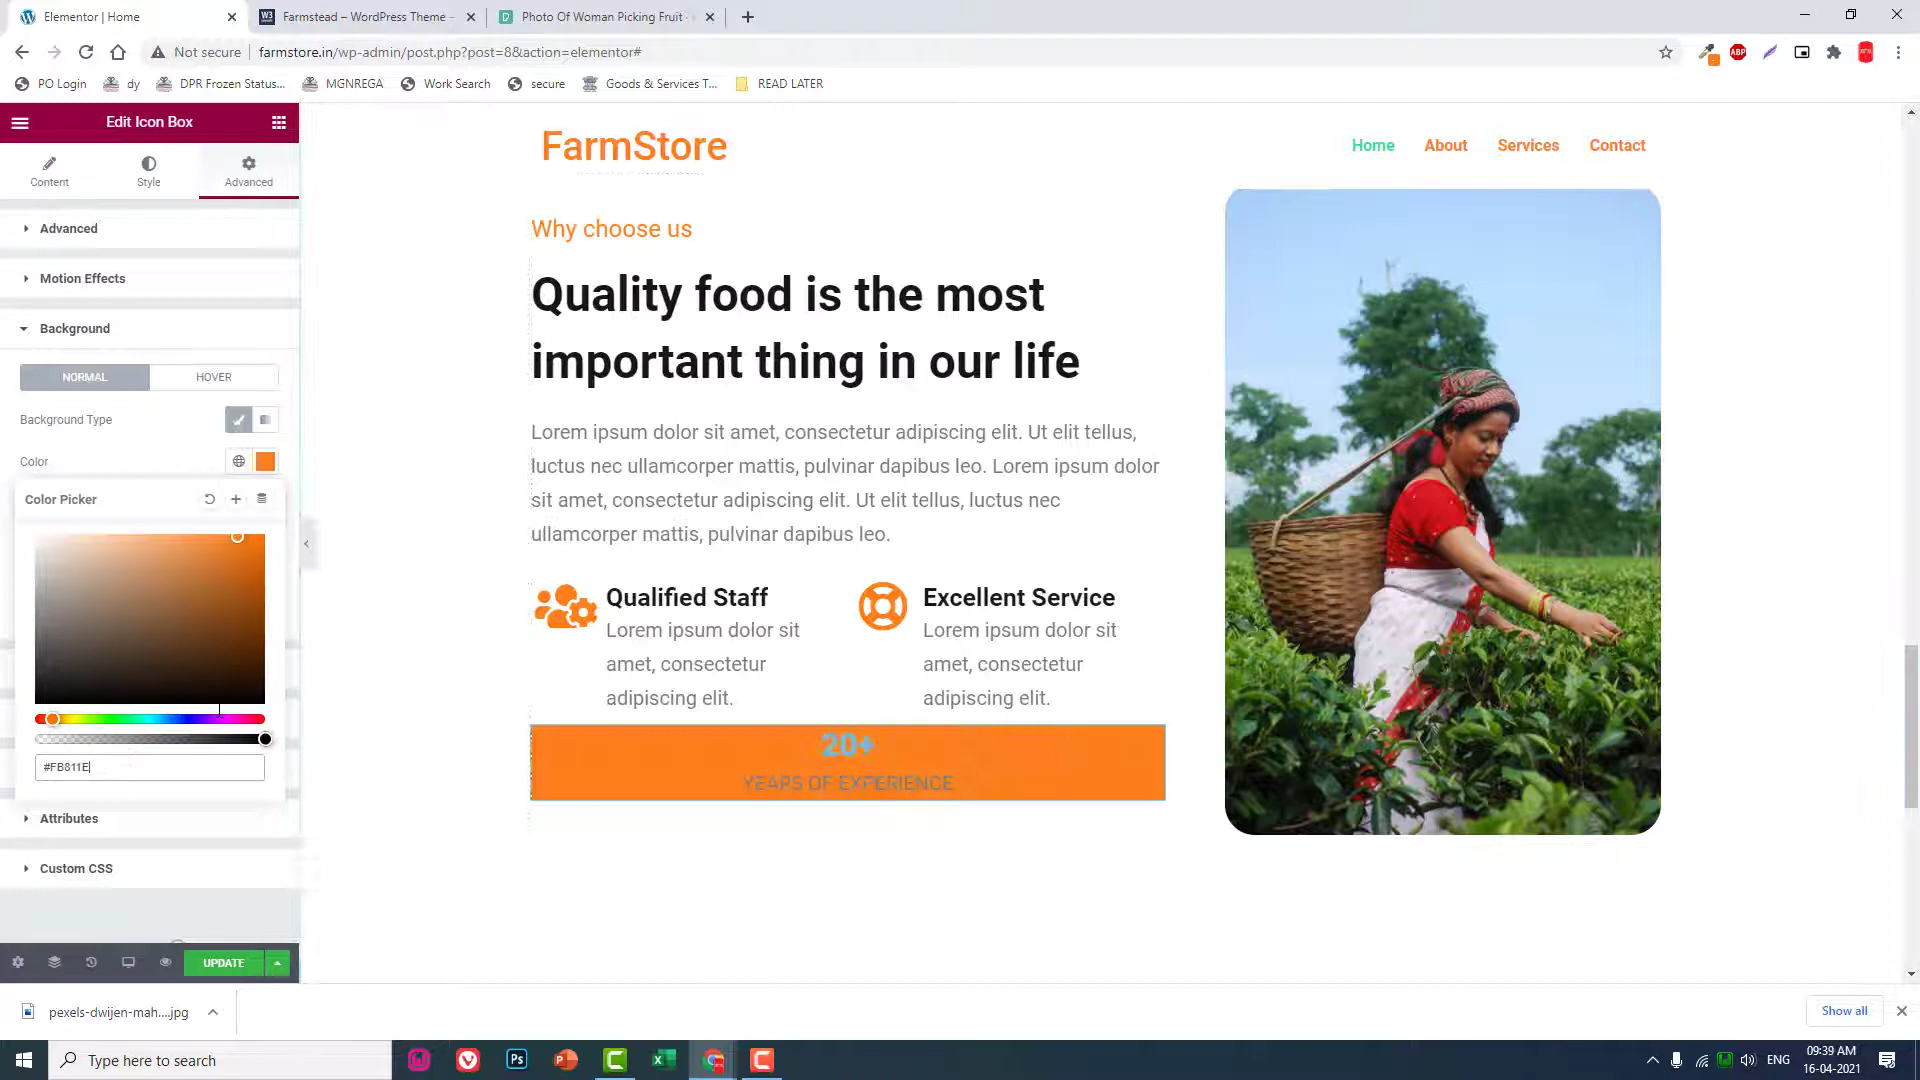 Elementor | Home
Farmstead – WordPress Theme -
Photo Of Woman Picking Fruit ·
Not secure
farmstore.in/wp-admin/post.php?post=8&action=elementor#
ABP
PO Login
dy
DPR Frozen Status...
MGNREGA
Work Search
secure
Goods & Services T...
READ LATER
Edit Icon Box
Content
Style
Advanced
Advanced
Motion Effects
Background
NORMAL
HOVER
Background Type
Color
Color Picker
#FB811E
Attributes
Custom CSS
UPDATE
FarmStore
Home
About
Services
Contact
Why choose us
Quality food is the most
important thing in our life
Lorem ipsum dolor sit amet, consectetur adipiscing elit. Ut elit tellus,
luctus nec ullamcorper mattis, pulvinar dapibus leo. Lorem ipsum dolor
sit amet, consectetur adipiscing elit. Ut elit tellus, luctus nec
ullamcorper mattis, pulvinar dapibus leo.
Qualified Staff
Lorem ipsum dolor sit
amet, consectetur
adipiscing elit.
Excellent Service
Lorem ipsum dolor sit
amet, consectetur
adipiscing elit.
20+
YEARS OF EXPERIENCE
pexels-dwijen-mah....jpg
Show all
Type here to search
Ps
ENG
09:39 AM
16-04-2021